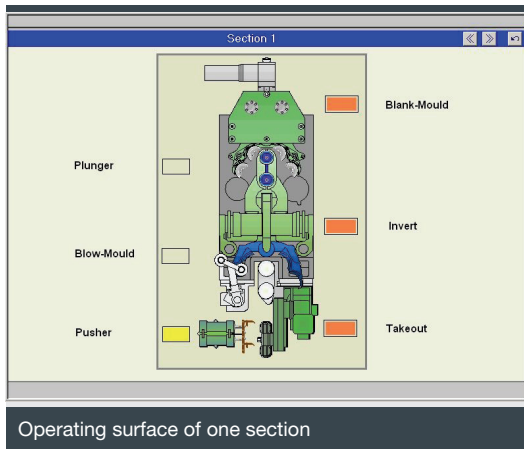 Section 1
Blank-Mould
Plunger
Invert
Blow-Mould
Pusher
Takeout
Operating surface of one section